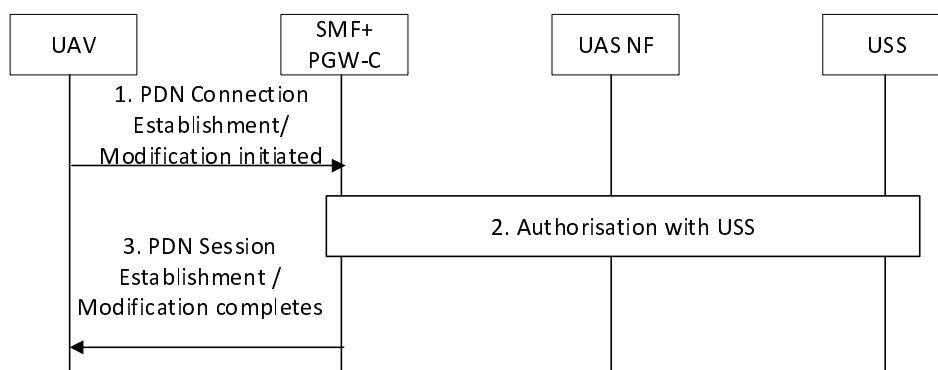 UAV
SMF+
PGW-C
UAS NF
USS
1. PDN Connection
Establishment/
Modification initiated
2. Authorisation with USS
3. PDN Session
Establishment /
Modification completes